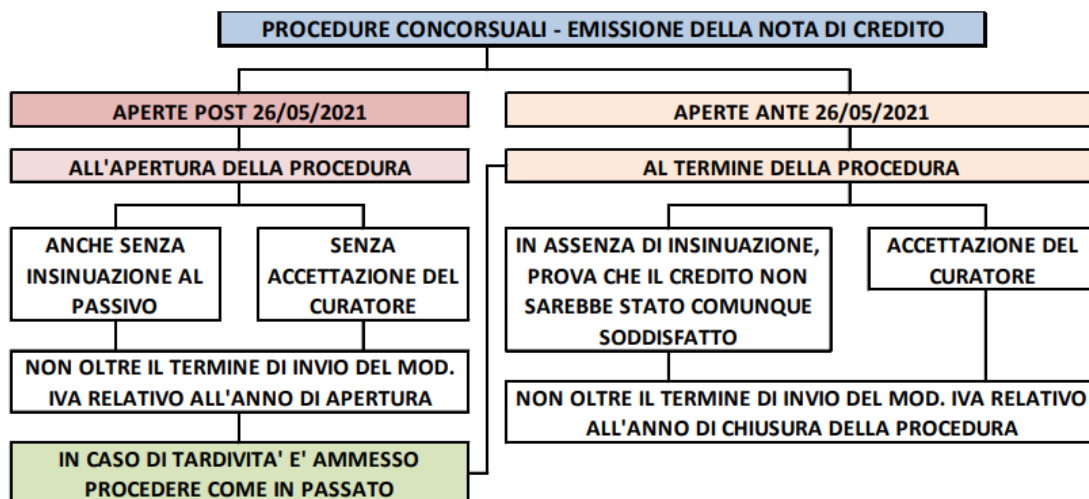 PROCEDURE CONCORSUALI - EMISSIONE DELLA NOTA DI CREDITO
APERTE POST 26/05/2021
ALL'APERTURA DELLA PROCEDURA
ANCHE SENZA
INSINUAZIONE AL
PASSIVO
SENZA
ACCETTAZIONE DEL
CURATORE
NON OLTRE IL TERMINE DI INVIO DEL MOD.
IVA RELATIVO ALL'ANNO DI APERTURA
IN CASO DI TARDIVITA' E' AMMESSO
PROCEDERE COME IN PASSATO
APERTE ANTE 26/05/2021
AL TERMINE DELLA PROCEDURA
IN ASSENZA DI INSINUAZIONE,
PROVA CHE IL CREDITO NON
SAREBBE STATO COMUNQUE
SODDISFATTO
ACCETTAZIONE DEL
CURATORE
NON OLTRE IL TERMINE DI INVIO DEL MOD. IVA RELATIVO
ALL'ANNO DI CHIUSURA DELLA PROCEDURA